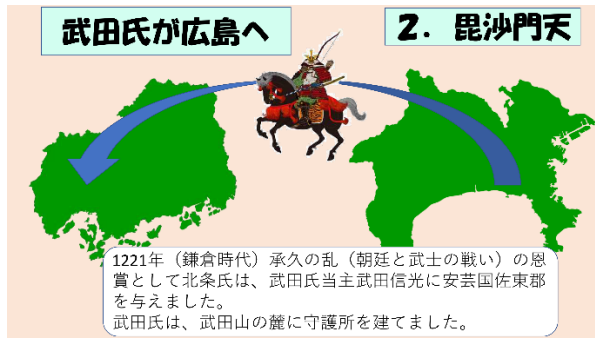 武田氏が広島へ
２．毘沙門天
1221年（鎌倉時代）承久の乱（朝廷と武士の戦い）の恩
賞として北条氏は、武田氏当主武田信光に安芸国佐東郡
を与えました。
武田氏は、武田山の麓に守護所を建てました。